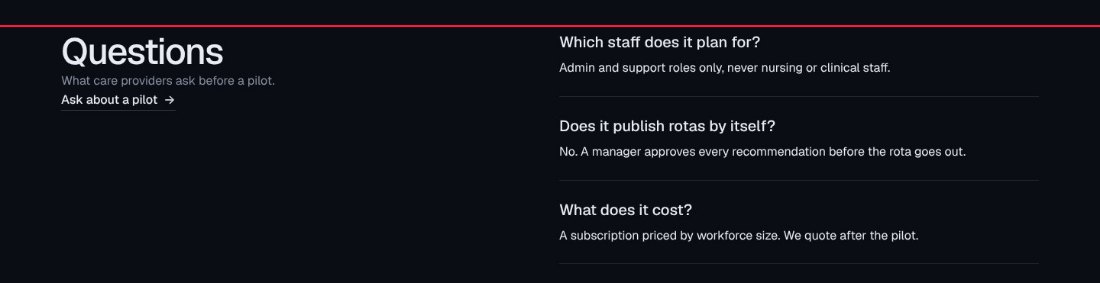 Questions
What care providers ask before a pilot.
Ask about a pilot →
Which staff does it plan for?
Admin and support roles only, never nursing or clinical staff.
Does it publish rotas by itself?
No. A manager approves every recommendation before the rota goes out.
What does it cost?
A subscription priced by workforce size. We quote after the pilot.